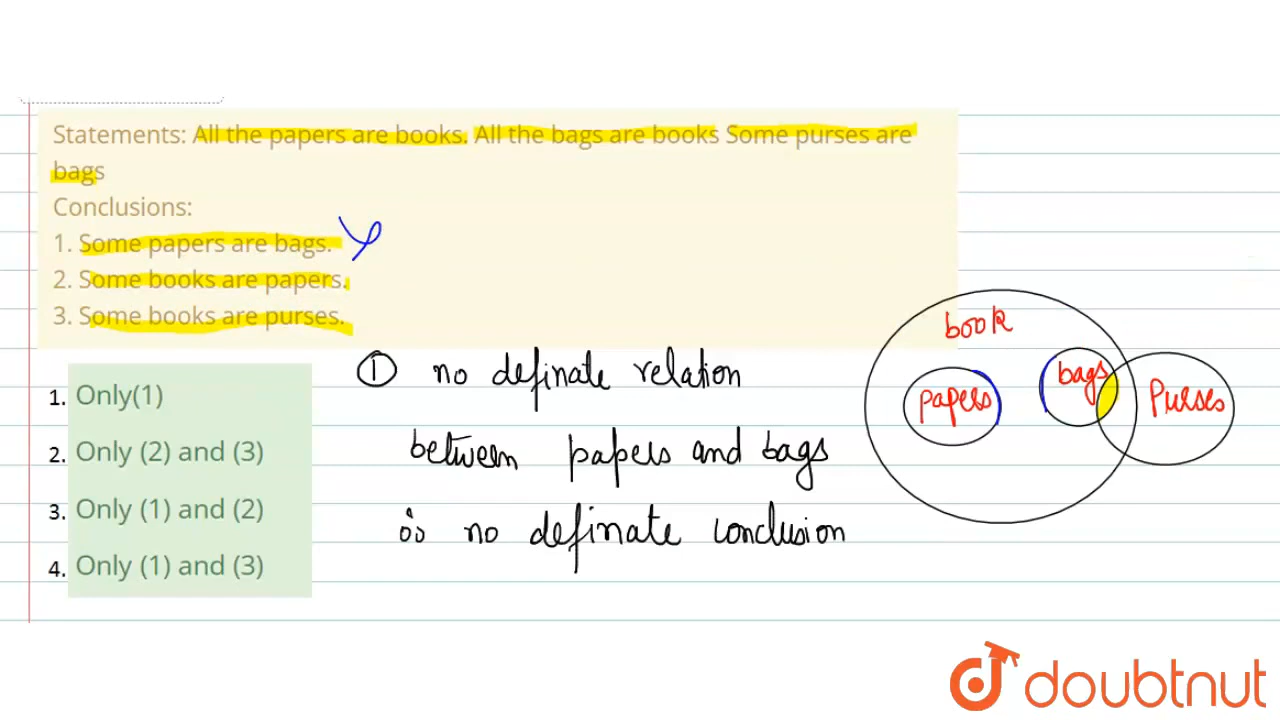 Statements: All the papers are books. All the bags are books Some purses are
bags
Conclusions:
1. Some papers are bags.
2. Some books are papers.
3. Some books are purses.
1. Only(1)
2. Only (2) and (3)
3. Only (1) and (2)
4. Only (1) and (3)
① no definate relation
between papers and bags
∴ no definate conclusion
book
papers
bags
Purses
doubtnut